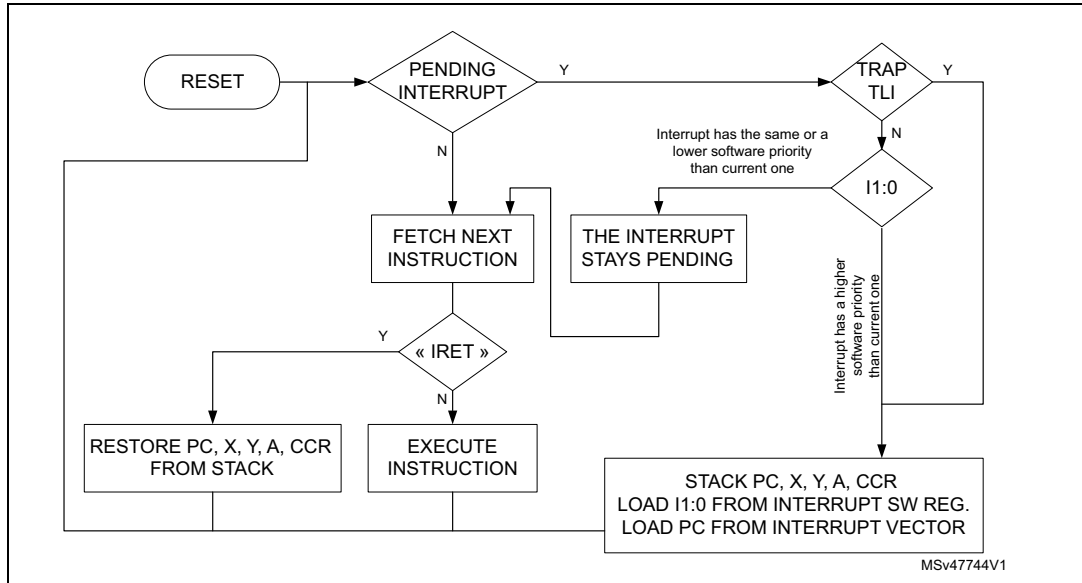 RESET
PENDING
INTERRUPT
Y
TRAP
TLI
Y
N
N
Interrupt has the same or a
lower software priority
than current one
I1:0
FETCH NEXT
INSTRUCTION
THE INTERRUPT
STAYS PENDING
Interrupt has a higher
software priority
than current one
Y
« IRET »
N
RESTORE PC, X, Y, A, CCR
FROM STACK
EXECUTE
INSTRUCTION
STACK PC, X, Y, A, CCR
LOAD I1:0 FROM INTERRUPT SW REG.
LOAD PC FROM INTERRUPT VECTOR
MSv47744V1